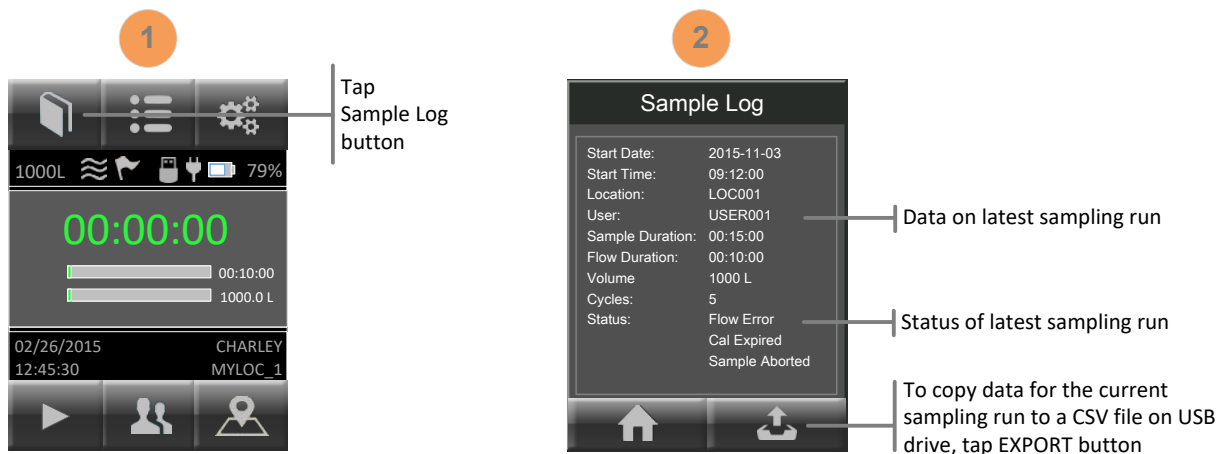 1
Tap
Sample Log
button
1000L 79%
00:00:00
00:10:00
1000.0 L
02/26/2015 CHARLEY
12:45:30 MYLOC_1
2
Sample Log
Start Date: 2015-11-03
Start Time: 09:12:00
Location: LOC001
User: USER001
Sample Duration: 00:15:00
Flow Duration: 00:10:00
Volume 1000 L
Cycles: 5
Status: Flow Error
Cal Expired
Sample Aborted
Data on latest sampling run
Status of latest sampling run
To copy data for the current
sampling run to a CSV file on USB
drive, tap EXPORT button